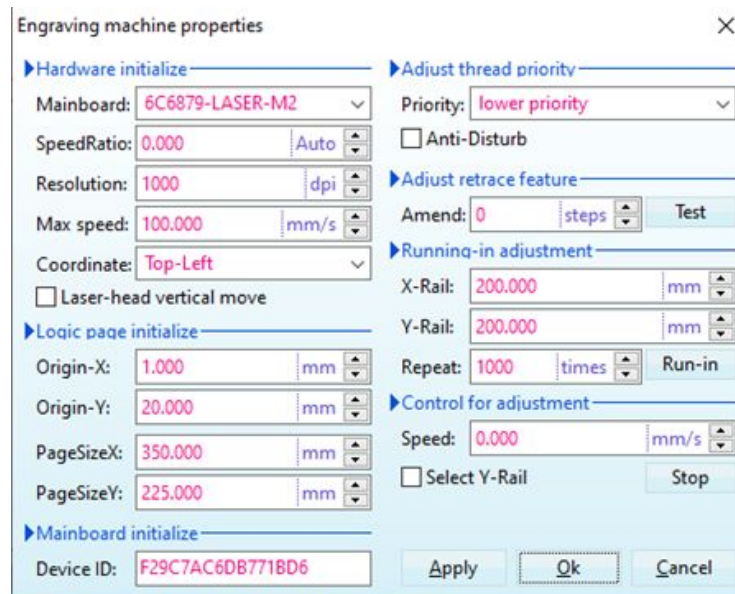 Engraving machine properties
Hardware initialize
Mainboard: 6C6879-LASER-M2
SpeedRatio: 0.000 Auto
Resolution: 1000 dpi
Max speed: 100.000 mm/s
Coordinate: Top-Left
Laser-head vertical move
Logic page initialize
Origin-X: 1.000 mm
Origin-Y: 20.000 mm
PageSizeX: 350.000 mm
PageSizeY: 225.000 mm
Mainboard initialize
Device ID: F29C7AC6DB771BD6
Adjust thread priority
Priority: lower priority
Anti-Disturb
Adjust retrace feature
Amend: 0 steps Test
Running-in adjustment
X-Rail: 200.000 mm
Y-Rail: 200.000 mm
Repeat: 1000 times Run-in
Control for adjustment
Speed: 0.000 mm/s
Select Y-Rail Stop
Apply Ok Cancel